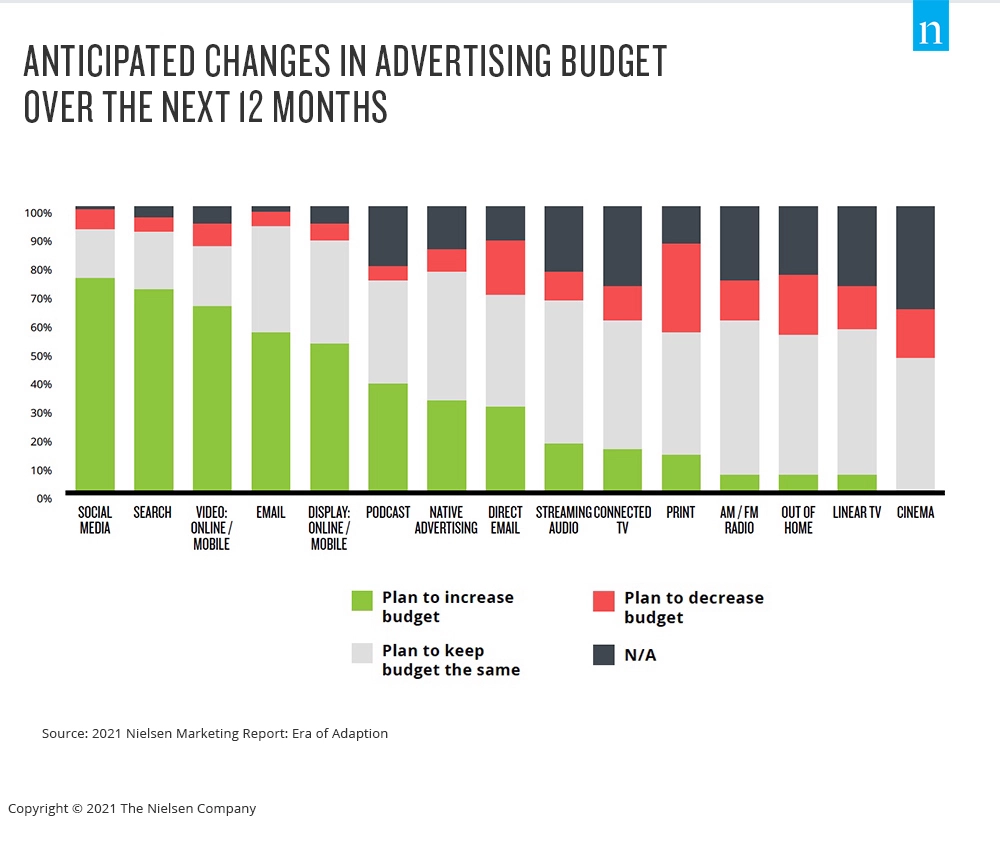 n
ANTICIPATED CHANGES IN ADVERTISING BUDGET
OVER THE NEXT 12 MONTHS
100%
90%
80%
70%
60%
50%
40%
30%
20%
10%
0%
SOCIAL
MEDIA
SEARCH
VIDEO:
ONLINE /
MOBILE
EMAIL
DISPLAY:
ONLINE /
MOBILE
PODCAST
NATIVE
ADVERTISING
DIRECT
EMAIL
STREAMING
AUDIO
CONNECTED
TV
PRINT
AM / FM
RADIO
OUT OF
HOME
LINEAR TV
CINEMA
Plan to increase
budget
Plan to decrease
budget
Plan to keep
budget the same
N/A
Source: 2021 Nielsen Marketing Report: Era of Adaption
Copyright © 2021 The Nielsen Company